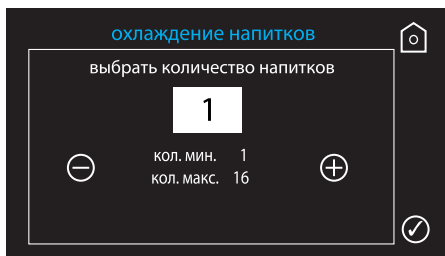 охлаждение напитков
выбрать количество напитков
1
кол. мин. 1
кол. макс. 16